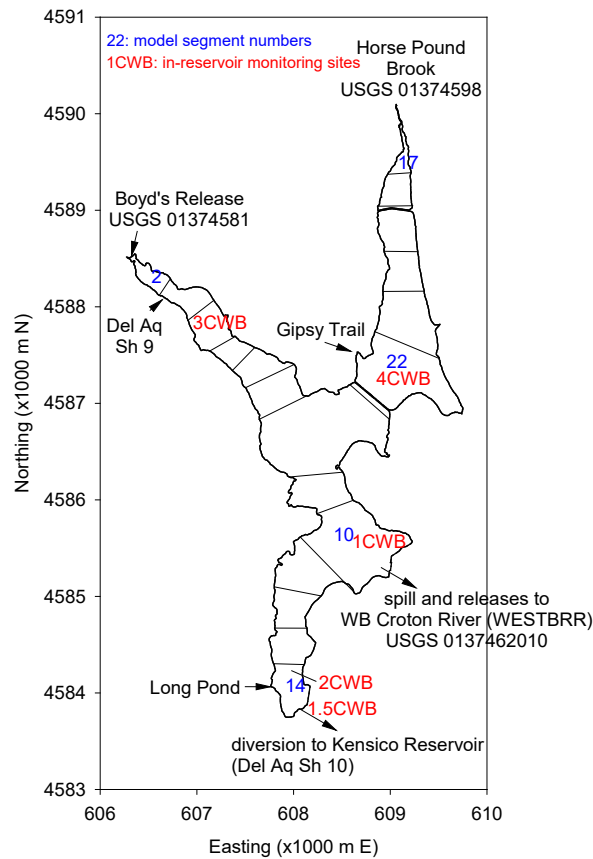 4591
22: model segment numbers
1CWB: in-reservoir monitoring sites
Horse Pound
Brook
USGS 01374598
4590
17
Boyd's Release
USGS 01374581
4589
2
4588
Del Aq
Sh 9
3CWB
Gipsy Trail
22
4CWB
4587
Northing (x1000 m N)
4586
10
1CWB
4585
spill and releases to
WB Croton River (WESTBRR)
USGS 0137462010
Long Pond
14
2CWB
4584
1.5CWB
diversion to Kensico Reservoir
(Del Aq Sh 10)
4583
606 607 608 609 610
Easting (x1000 m E)